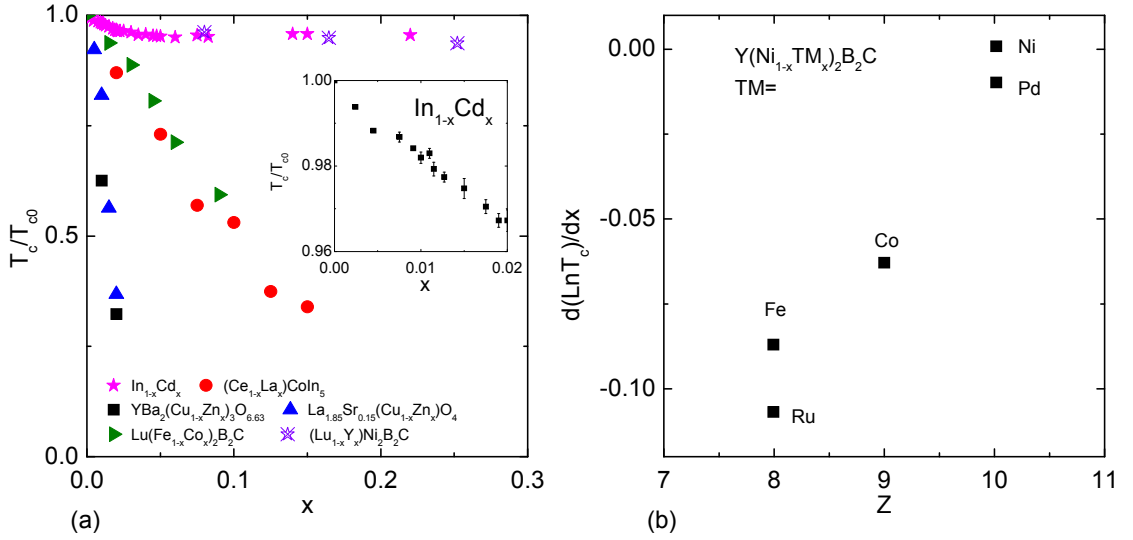 1.0
0.75
0.5
0.0
T_c/T_c0
0.0 0.1 0.2 0.3
x
(a)
In_1-xCd_x
(Ce_1-xLa_x)CoIn_5
YBa_2(Cu_1-xZn_x)_3O_6.63
La_1.85Sr_0.15(Cu_1-xZn_x)O_4
Lu(Fe_1-xCo_x)_2B_2C
(Lu_1-xY_x)Ni_2B_2C
1.00
0.98
0.96
T_c/T_c0
In_1-xCd_x
0.00 0.01 0.02
x
0.00
-0.05
-0.10
d(LnT_c)/dx
Y(Ni_1-xTM_x)_2B_2C
TM=
Ni
Pd
Co
Fe
Ru
7 8 9 10 11
Z
(b)